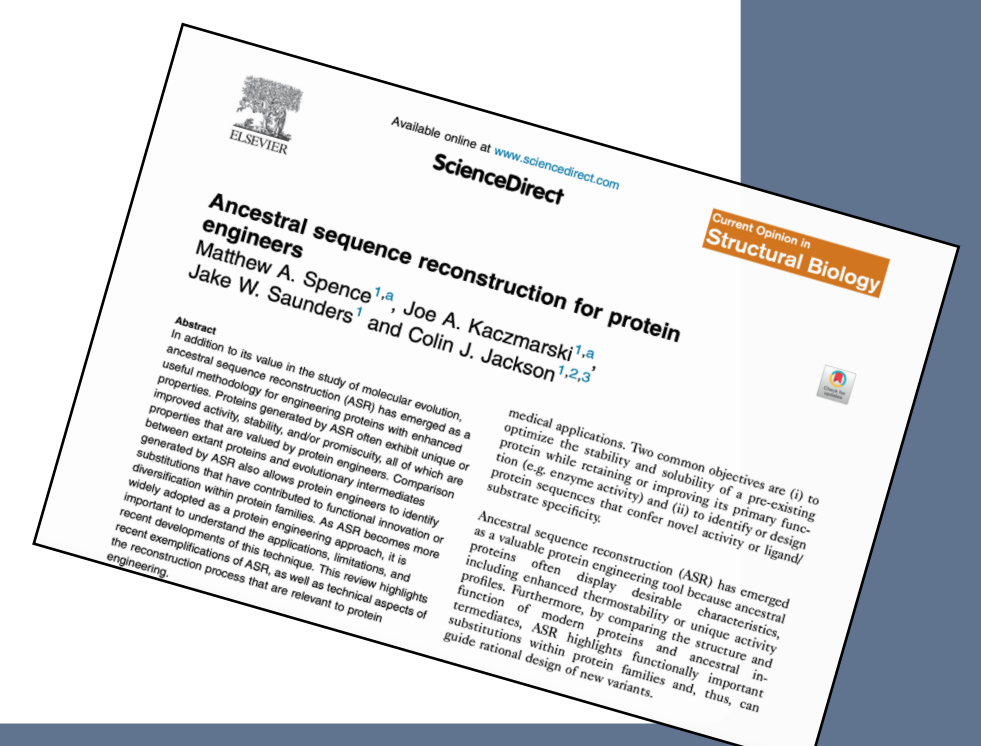 ELSEVIER
Available online at www.sciencedirect.com
ScienceDirect
Current Opinion in
Structural Biology
Ancestral sequence reconstruction for protein
engineers
Matthew A. Spence1,a, Joe A. Kaczmarski1,a,
Jake W. Saunders1 and Colin J. Jackson1,2,3
Check for
updates
Abstract
In addition to its value in the study of molecular evolution,
ancestral sequence reconstruction (ASR) has emerged as a
useful methodology for engineering proteins with enhanced
properties. Proteins generated by ASR often exhibit unique or
improved activity, stability, and/or promiscuity, all of which are
properties that are valued by protein engineers. Comparison
between extant proteins and evolutionary intermediates
generated by ASR also allows protein engineers to identify
substitutions that have contributed to functional innovation or
diversification within protein families. As ASR becomes more
widely adopted as a protein engineering approach, it is
important to understand the applications, limitations, and
recent developments of this technique. This review highlights
recent exemplifications of ASR, as well as technical aspects of
the reconstruction process that are relevant to protein
engineering.
medical applications. Two common objectives are (i) to
optimize the stability and solubility of a pre-existing
protein while retaining or improving its primary func-
tion (e.g. enzyme activity) and (ii) to identify or design
protein sequences that confer novel activity or ligand/
substrate specificity.
Ancestral sequence reconstruction (ASR) has emerged
as a valuable protein engineering tool because ancestral
proteins often display desirable characteristics,
including enhanced thermostability or unique activity
profiles. Furthermore, by comparing the structure and
function of modern proteins and ancestral in-
termediates, ASR highlights functionally important
substitutions within protein families and, thus, can
guide rational design of new variants.